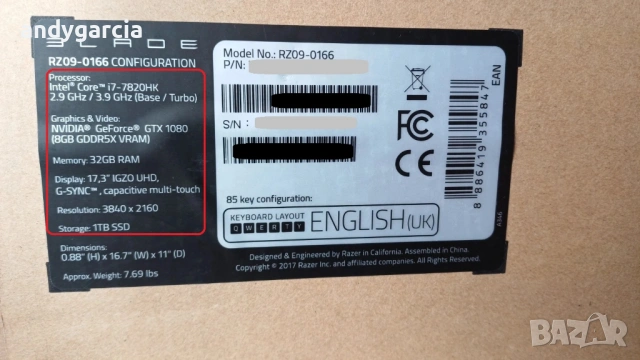 andygarcia
BLADE
RZ09-0166 CONFIGURATION
Processor:
Intel® Core™ i7-7820HK
2.9 GHz / 3.9 GHz (Base / Turbo)
Graphics & Video:
NVIDIA® GeForce® GTX 1080
(8GB GDDR5X VRAM)
Memory: 32GB RAM
Display: 17,3" IGZO UHD,
G-SYNC™, capacitive multi-touch
Resolution: 3840 x 2160
Storage: 1TB SSD
Dimensions:
0.88" (H) x 16.7" (W) x 11" (D)
Approx. Weight: 7.69 lbs
Model No.: RZ09-0166
P/N:
S/N :
FC
CE
85 key configuration:
KEYBOARD LAYOUT
QWERTY
ENGLISH (UK)
Designed & Engineered by Razer in California. Assembled in China.
Copyright © 2017 Razer Inc. and affiliated companies. All rights reserved.
EAN
8 886419 355847
A346
bazar.bg